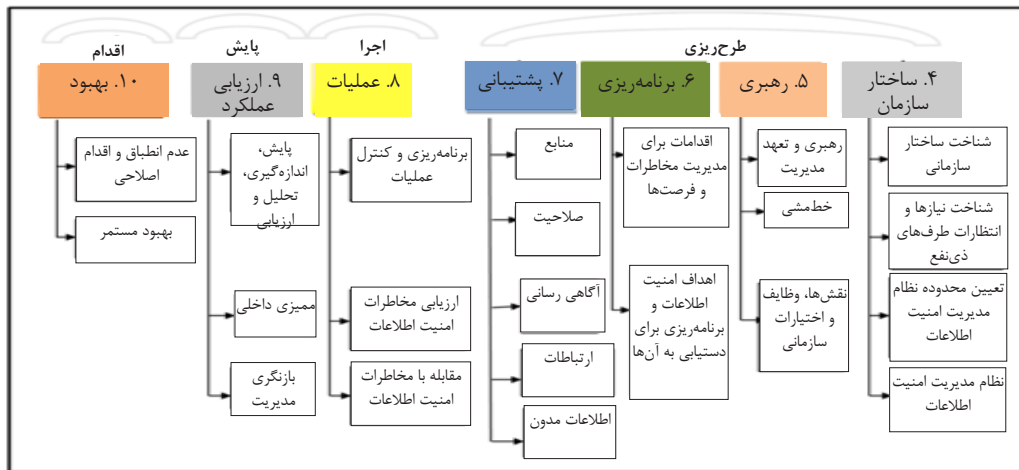 طرح‌ریزی
اجرا
پایش
اقدام
۴. ساختار
سازمان
شناخت ساختار
سازمانی
شناخت نیازها و
انتظارات طرف‌های
ذی‌نفع
تعیین محدوده نظام
مدیریت امنیت
اطلاعات
نظام مدیریت امنیت
اطلاعات
۵. رهبری
رهبری و تعهد
مدیریت
خط‌مشی
نقش‌ها، وظایف
و اختیارات
سازمانی
۶. برنامه‌ریزی
اقدامات برای
مدیریت مخاطرات
و فرصت‌ها
اهداف امنیت
اطلاعات و
برنامه‌ریزی برای
دستیابی به آن‌ها
۷. پشتیبانی
منابع
صلاحیت
آگاهی رسانی
ارتباطات
اطلاعات مدون
۸. عملیات
برنامه‌ریزی و کنترل
عملیات
ارزیابی مخاطرات
امنیت اطلاعات
مقابله با مخاطرات
امنیت اطلاعات
۹. ارزیابی
عملکرد
پایش،
اندازه‌گیری،
تحلیل و
ارزیابی
ممیزی داخلی
بازنگری
مدیریت
۱۰. بهبود
عدم انطباق و اقدام
اصلاحی
بهبود مستمر